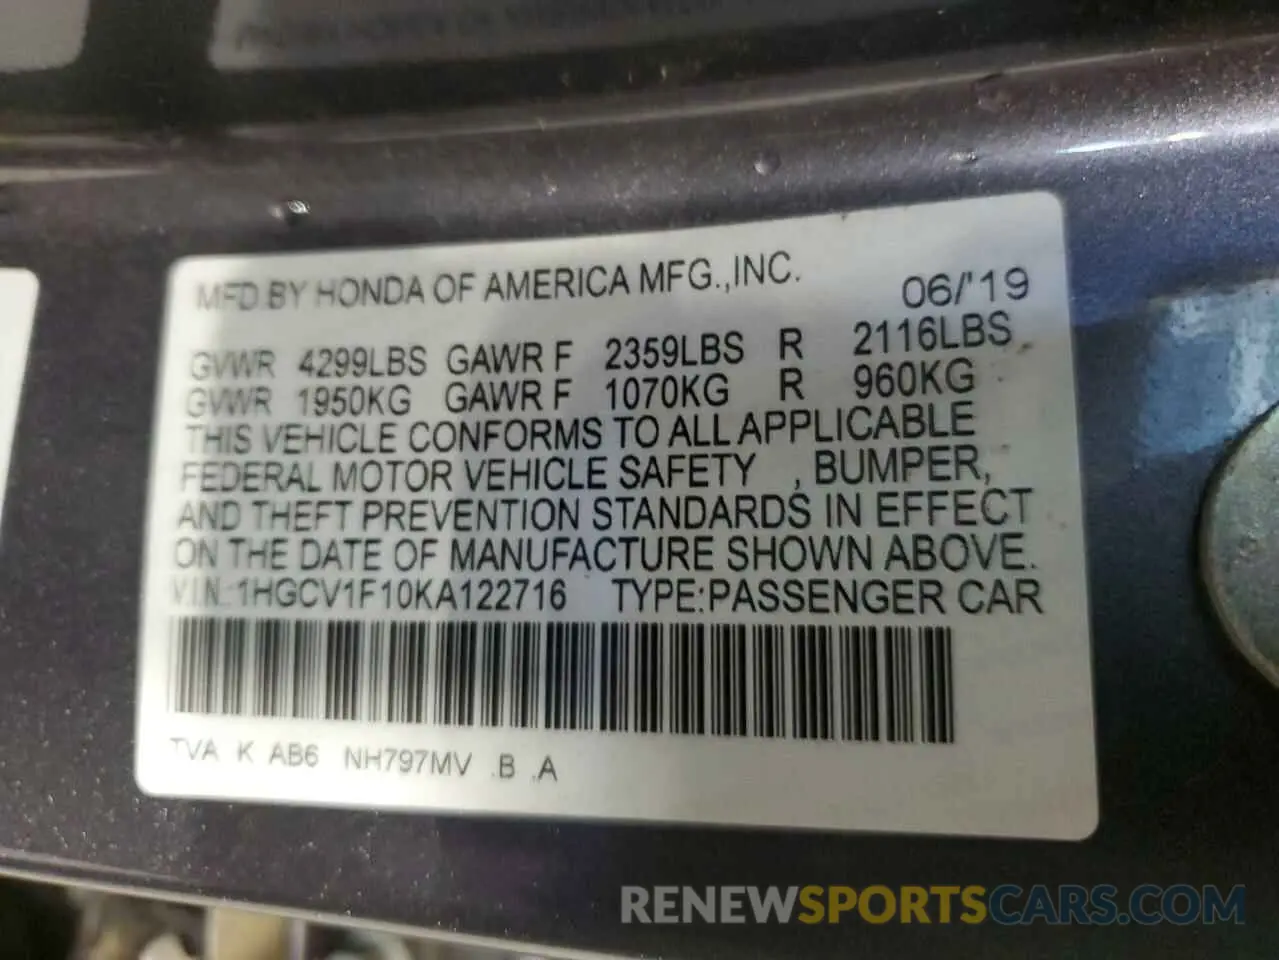 MFD.BY HONDA OF AMERICA MFG.,INC. 06/'19
GVWR 4299LBS GAWR F 2359LBS R 2116LBS
GVWR 1950KG GAWR F 1070KG R 960KG
THIS VEHICLE CONFORMS TO ALL APPLICABLE
FEDERAL MOTOR VEHICLE SAFETY , BUMPER,
AND THEFT PREVENTION STANDARDS IN EFFECT
ON THE DATE OF MANUFACTURE SHOWN ABOVE.
V.I.N.:1HGCV1F10KA122716 TYPE:PASSENGER CAR
TVA K AB6 NH797MV .B .A
RENEWSPORTSCARS.COM